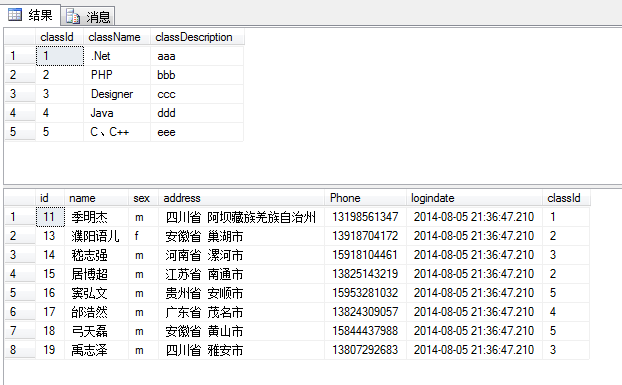 结果 消息
classId className classDescription
1 1 .Net aaa
2 2 PHP bbb
3 3 Designer ccc
4 4 Java ddd
5 5 C、C++ eee
id name sex address Phone logindate classId
1 11 季明杰 m 四川省 阿坝藏族羌族自治州 13198561347 2014-08-05 21:36:47.210 1
2 13 濮阳语儿 f 安徽省 巢湖市 13918704172 2014-08-05 21:36:47.210 2
3 14 嵇志强 m 河南省 漯河市 15918104461 2014-08-05 21:36:47.210 3
4 15 居博超 m 江苏省 南通市 13825143219 2014-08-05 21:36:47.210 2
5 16 窦弘文 m 贵州省 安顺市 15953281032 2014-08-05 21:36:47.210 5
6 17 邰浩然 m 广东省 茂名市 13824309057 2014-08-05 21:36:47.210 4
7 18 弓天磊 m 安徽省 黄山市 15844437988 2014-08-05 21:36:47.210 5
8 19 禹志泽 m 四川省 雅安市 13807292683 2014-08-05 21:36:47.210 3